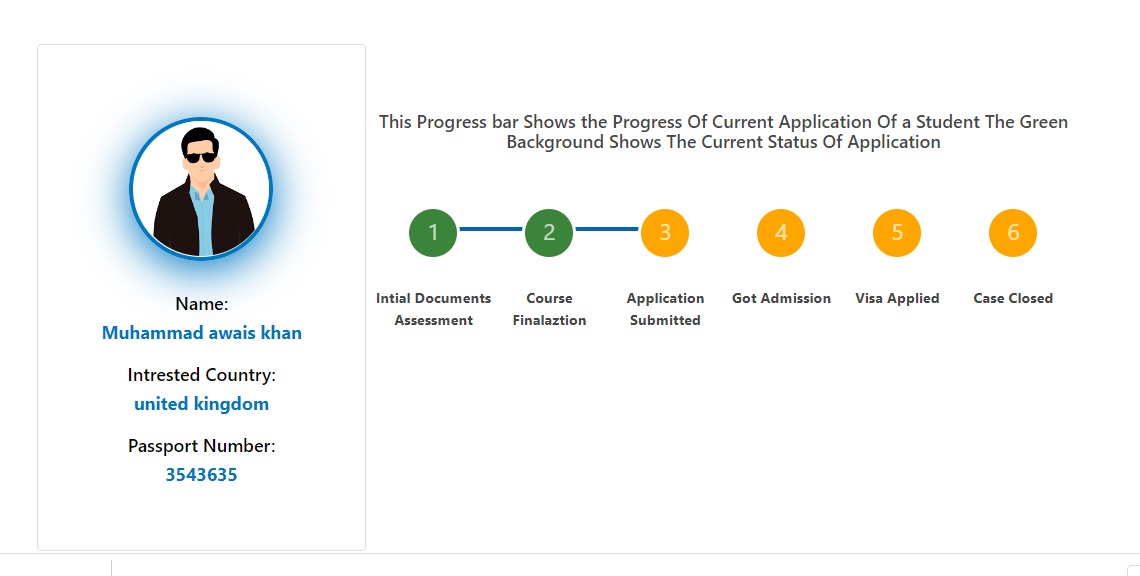 Name:
Muhammad awais khan
Intrested Country:
united kingdom
Passport Number:
3543635
This Progress bar Shows the Progress Of Current Application Of a Student The Green
Background Shows The Current Status Of Application
1 2 3 4 5 6
Intial Documents
Assessment
Course
Finalaztion
Application
Submitted
Got Admission
Visa Applied
Case Closed